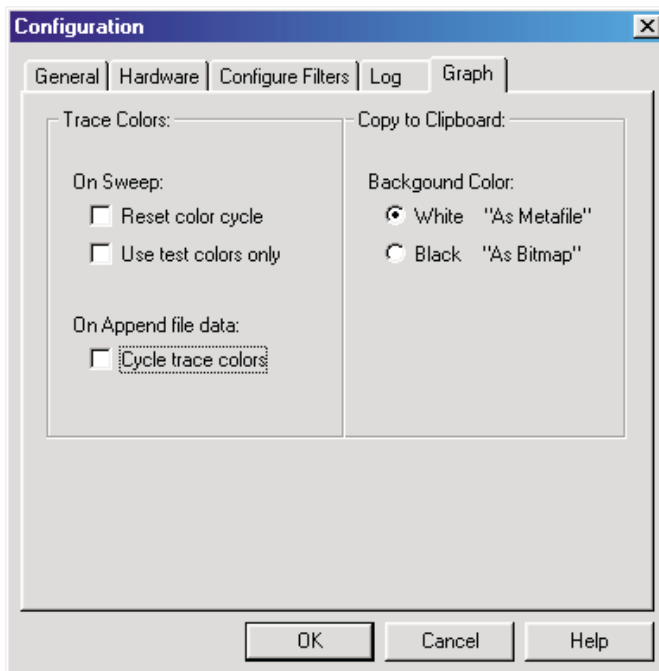 Configuration
General Hardware Configure Filters Log Graph
Trace Colors:
On Sweep:
Reset color cycle
Use test colors only
On Append file data:
Cycle trace colors
Copy to Clipboard:
Backgound Color:
White "As Metafile"
Black "As Bitmap"
OK Cancel Help